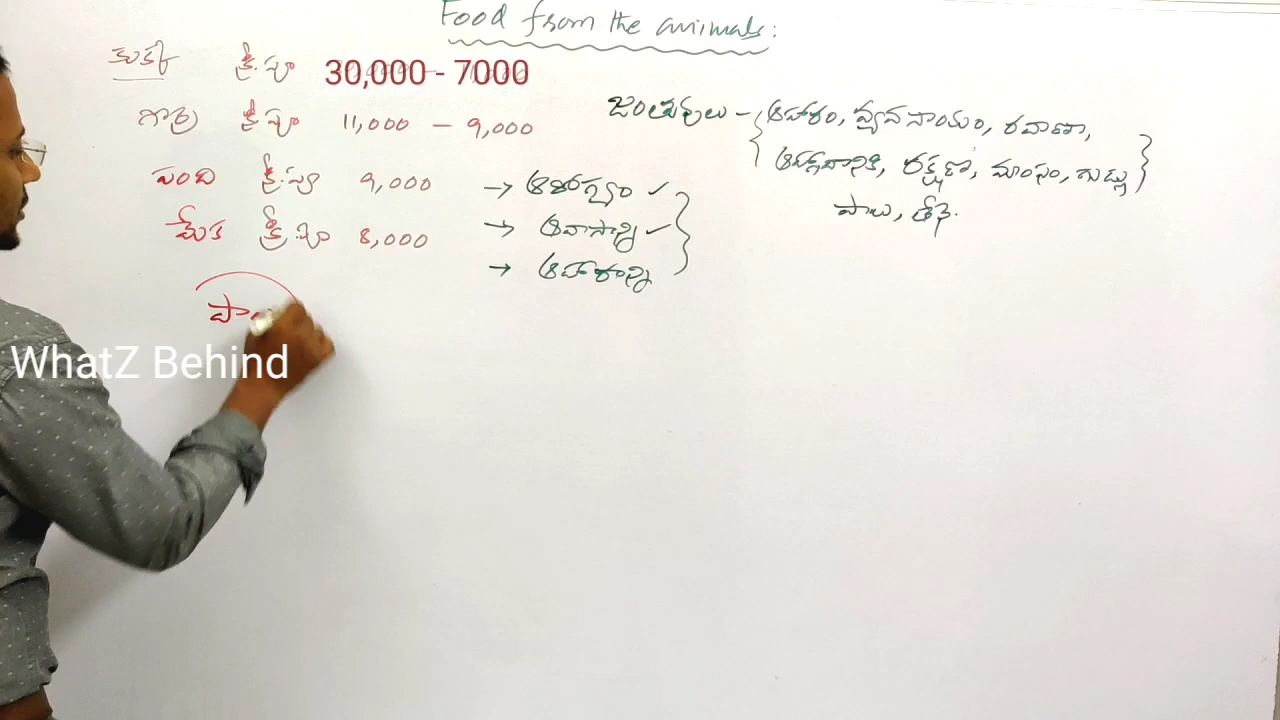 Food from the animals:
కుక్క క్రీ.పూ 30,000 - 7000
గొర్రె క్రీ.పూ 11,000 – 9,000
పంది క్రీ.పూ 9,000
మేక క్రీ.పూ 8,000
పాల
జంతువులు – ఆహారం, వ్యవసాయం, రవాణా,
ఆహ్లాదానికి, రక్షణ, మాంసం, గుడ్లు
పాలు, తేనె.
→ ఆరోగ్యం ✓
→ ఆవాసాన్ని ✓
→ ఆహారాన్ని
WhatZ Behind